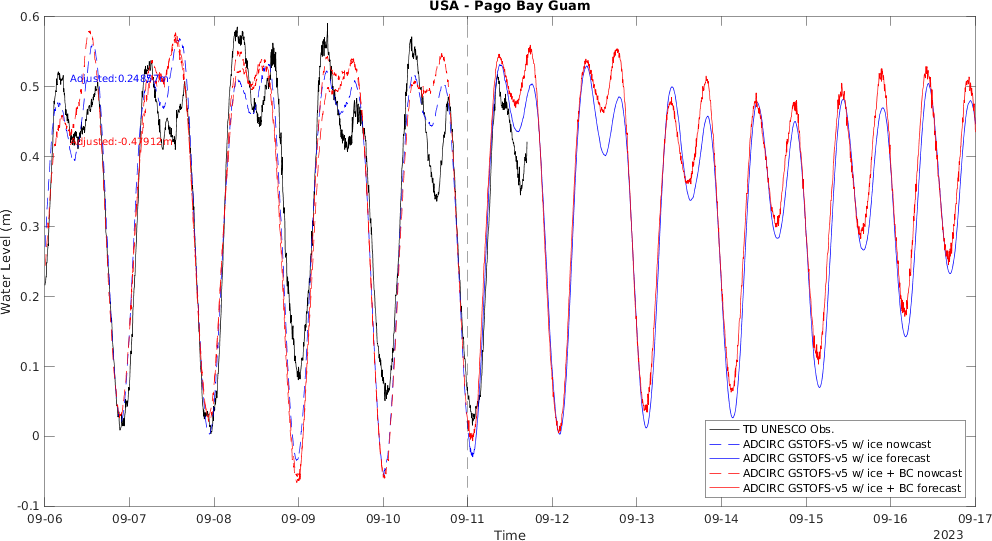 USA - Pago Bay Guam
0.6
0.5
0.4
0.3
0.2
0.1
0
-0.1
Water Level (m)
Adjusted:-0.47912m
TD UNESCO Obs.
ADCIRC GSTOFS-v5 w/ ice nowcast
ADCIRC GSTOFS-v5 w/ ice forecast
ADCIRC GSTOFS-v5 w/ ice + BC nowcast
ADCIRC GSTOFS-v5 w/ ice + BC forecast
09-06 09-07 09-08 09-09 09-10 09-11 09-12 09-13 09-14 09-15 09-16 09-17
Time
2023